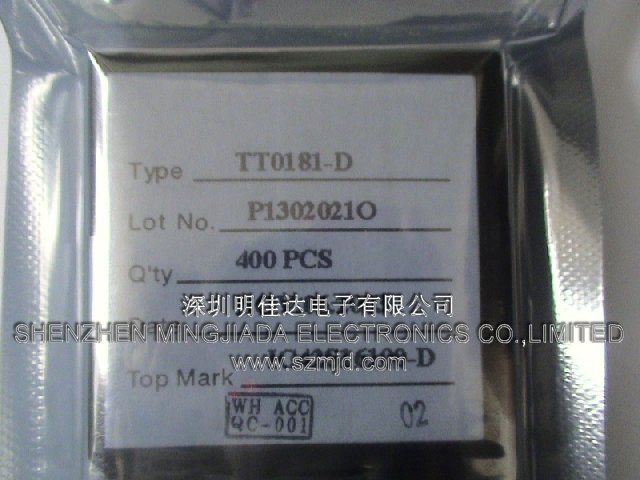 Type TT0181-D
Lot No. P1302021O
Q'ty 400 PCS
深圳明佳达电子有限公司
SHENZHEN MINGJIADA ELECTRONICS CO.,LIMITED
www.szmjd.com
Top Mark
WH ACC
QC-001
02